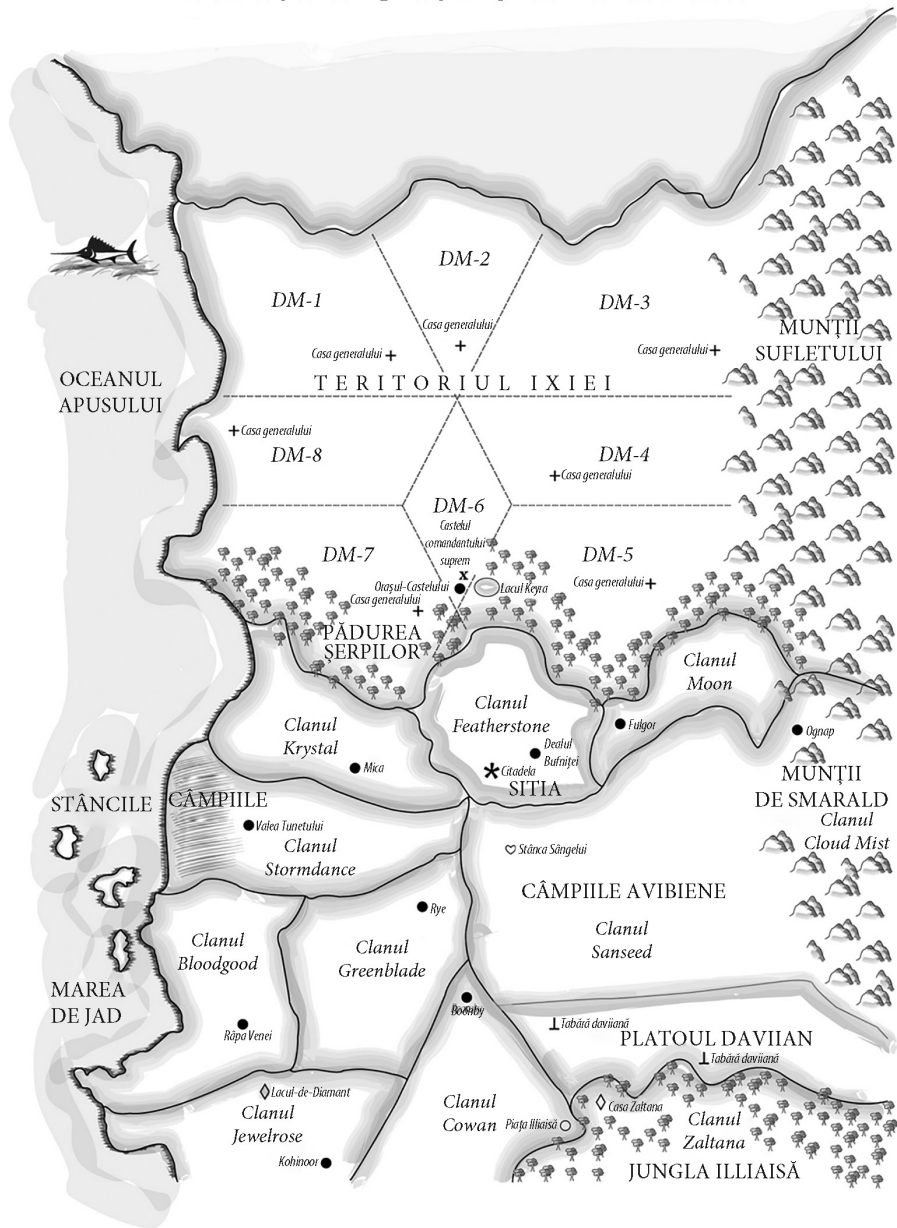 DM-2
DM-1
DM-3
Casa generalului
MUNȚII
SUFLETULUI
Casa generalului
Casa generalului
OCEANUL
APUSULUI
TERITORIUL IXIEI
Casa generalului
DM-8
DM-4
Casa generalului
DM-6
Castelul
comandantului
suprem
x
DM-7
DM-5
Orașul-Castelului
Lacul Keyra
Casa generalului
Casa generalului
PĂDUREA
ȘERPILOR
Clanul
Moon
Clanul
Featherstone
Clanul
Krystal
Fulgor
Ognap
Dealul
Bufniței
Mica
Citadela
SITIA
MUNȚII
DE SMARALD
STÂNCILE
CÂMPIILE
Clanul
Cloud Mist
Valea Tunetului
Clanul
Stormdance
Stânca Sângelui
CÂMPIILE AVIBIENE
Rye
Clanul
Sanseed
Clanul
Bloodgood
Clanul
Greenblade
MAREA
DE JAD
Booruby
Râpa Venei
Tabără daviiană
PLATOUL DAVIIAN
Tabără daviiană
Lacul-de-Diamant
Clanul
Jewelrose
Clanul
Cowan
Casa Zaltana
Piața Illiaisă
Clanul
Zaltana
Kohinoor
JUNGLA ILLIAISĂ